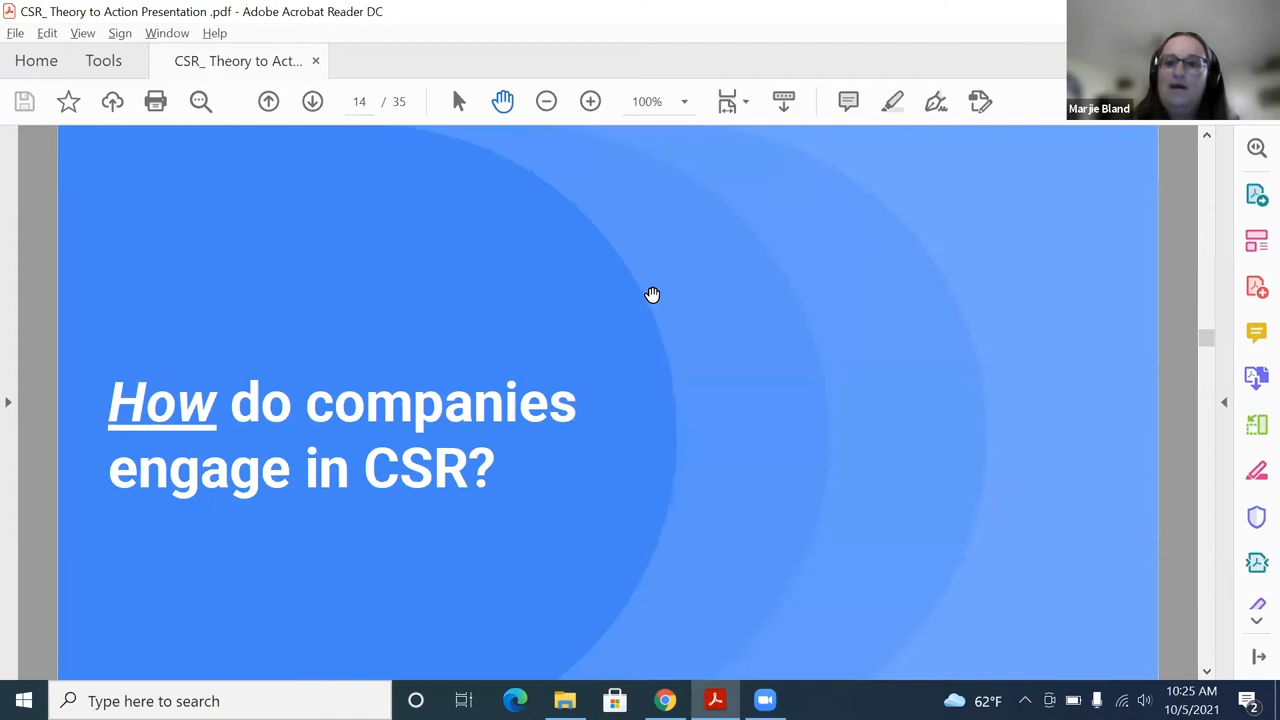 CSR_ Theory to Action Presentation .pdf - Adobe Acrobat Reader DC
File Edit View Sign Window Help
Home Tools CSR_ Theory to Act... ×
14 / 35 100%
Marjie Bland
How do companies
engage in CSR?
Type here to search
62°F
10:25 AM
10/5/2021
2